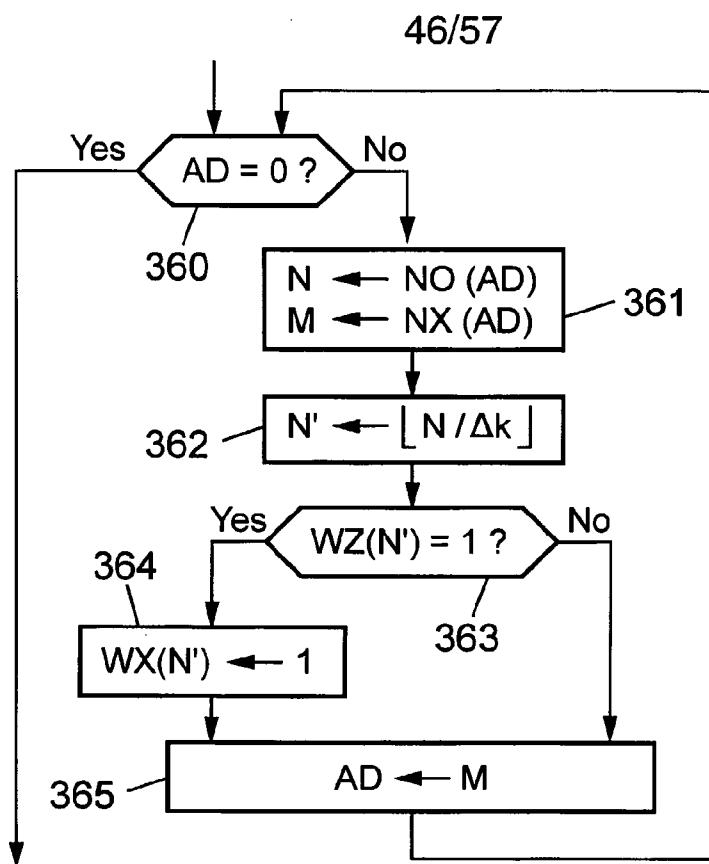 46/57
Yes
AD = 0 ?
No
360
N ← NO (AD)
M ← NX (AD)
361
362
N' ← ⌊ N / Δk ⌋
Yes
WZ(N') = 1 ?
No
364
363
WX(N') ← 1
AD ← M
365